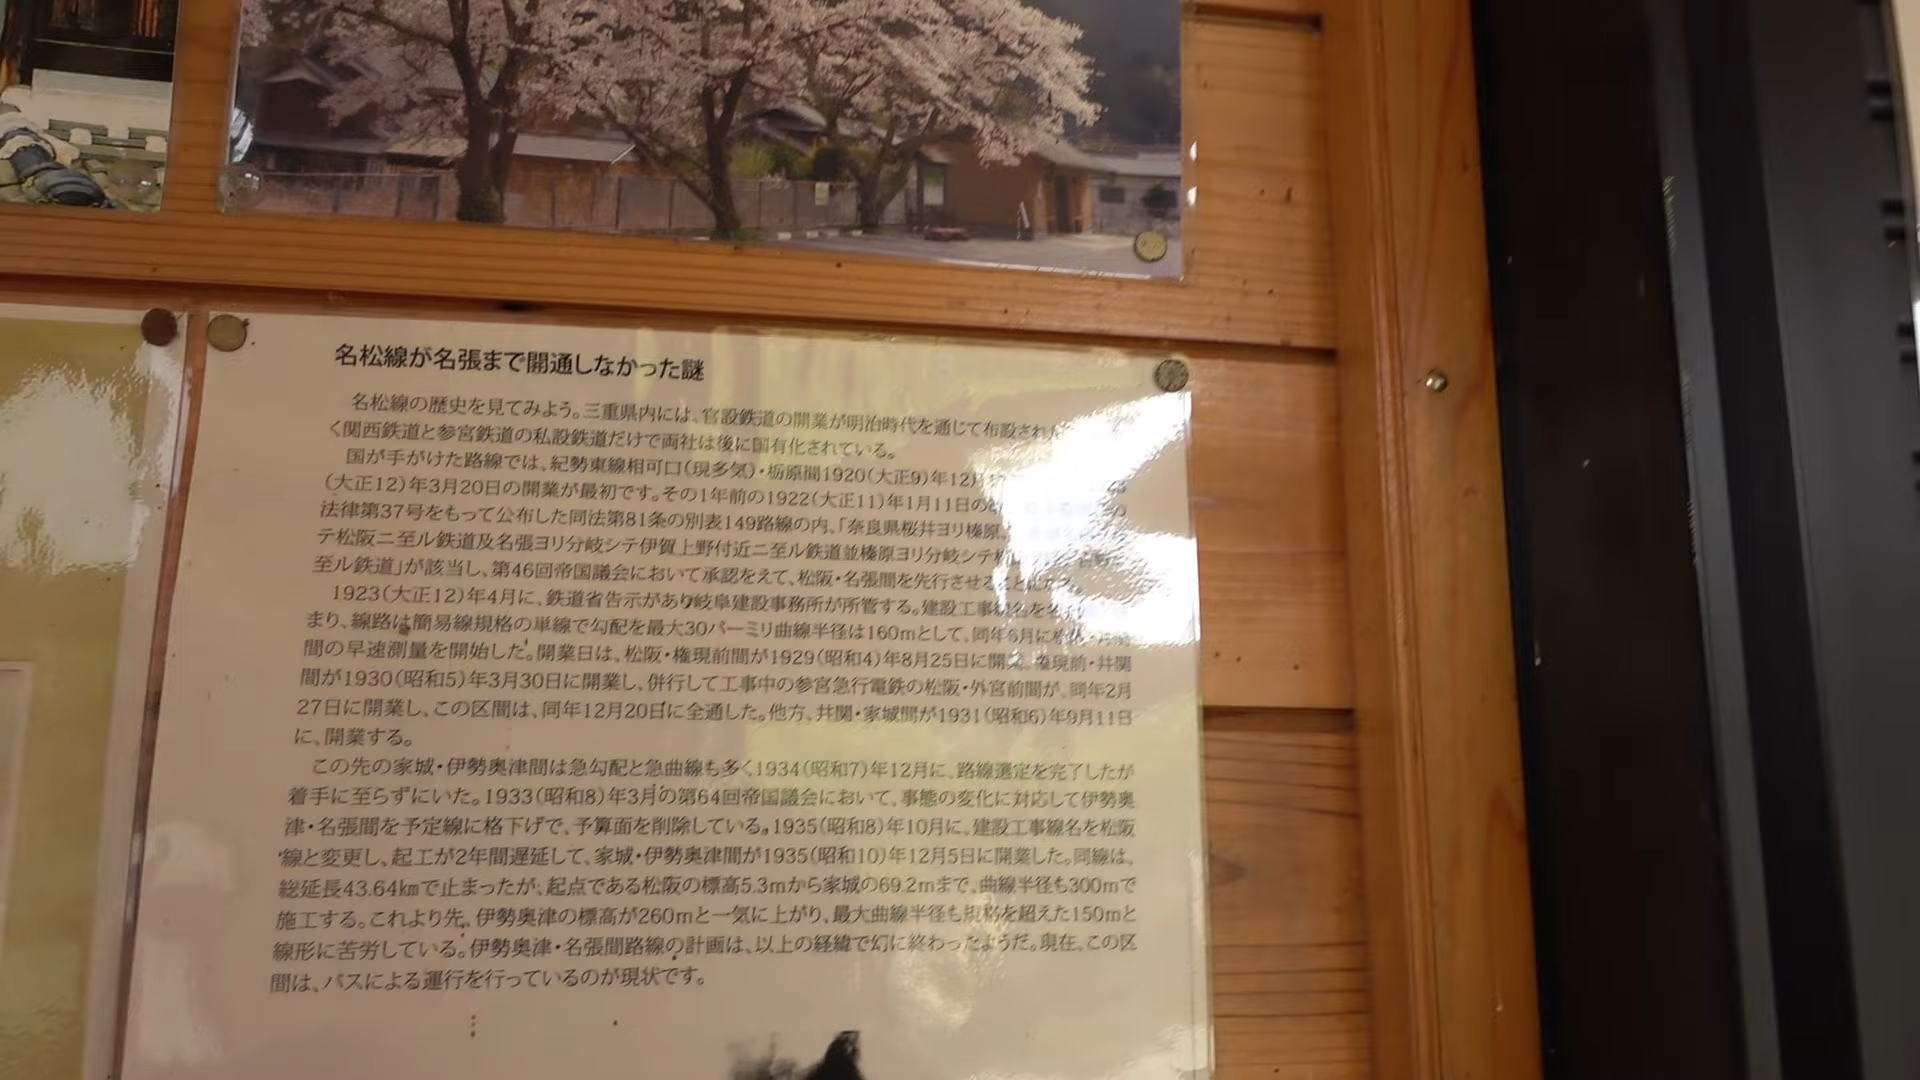 名松線が名張まで開通しなかった謎
名松線の歴史を見てみよう。三重県内には、官設鉄道の開業が明治時代を通じて布設され
く関西鉄道と参宮鉄道の私設鉄道だけで両社は後に国有化されている。
国が手がけた路線では、紀勢東線相可口(現多気)・栃原間1920(大正9)年12月
(大正12)年3月20日の開業が最初です。その1年前の1922(大正11)年1月11日の
法律第37号をもって公布した同法第81条の別表149路線の内、「奈良県桜井ヨリ榛原、
テ松阪ニ至ル鉄道及名張ヨリ分岐シテ伊賀上野付近ニ至ル鉄道並榛原ヨリ分岐シテ
至ル鉄道」が該当し、第46回帝国議会において承認をえて、松阪・名張間を先行させること
1923(大正12)年4月に、鉄道省告示があり岐阜建設事務所が所管する。建設工事線名を名
まり、線路は簡易線規格の単線で勾配を最大30パーミリ曲線半径は160mとして、同年6月に
間の早速測量を開始した。開業日は、松阪・権現前間が1929(昭和4)年8月25日に開業、権現前・井関
間が1930(昭和5)年3月30日に開業し、併行して工事中の参宮急行電鉄の松阪・外宮前間が、同年2月
27日に開業し、この区間は、同年12月20日に全通した。他方、井関・家城間が1931(昭和6)年9月11日
に、開業する。
この先の家城・伊勢奥津間は急勾配と急曲線も多く1934(昭和7)年12月に、路線選定を完了したが
着手に至らずにいた。1933(昭和8)年3月の第64回帝国議会において、事態の変化に対応して伊勢奥
津・名張間を予定線に格下げで、予算面を削除している。1935(昭和8)年10月に、建設工事線名を松阪
線と変更し、起工が2年間遅延して、家城・伊勢奥津間が1935(昭和10)年12月5日に開業した。同線は、
総延長43.64㎞で止まったが、起点である松阪の標高5.3mから家城の69.2mまで、曲線半径も300mで
施工する。これより先、伊勢奥津の標高が260mと一気に上がり、最大曲線半径も規格を超えた150mと
線形に苦労している。伊勢奥津・名張間路線の計画は、以上の経緯で幻に終わったようだ。現在、この区
間は、バスによる運行を行っているのが現状です。